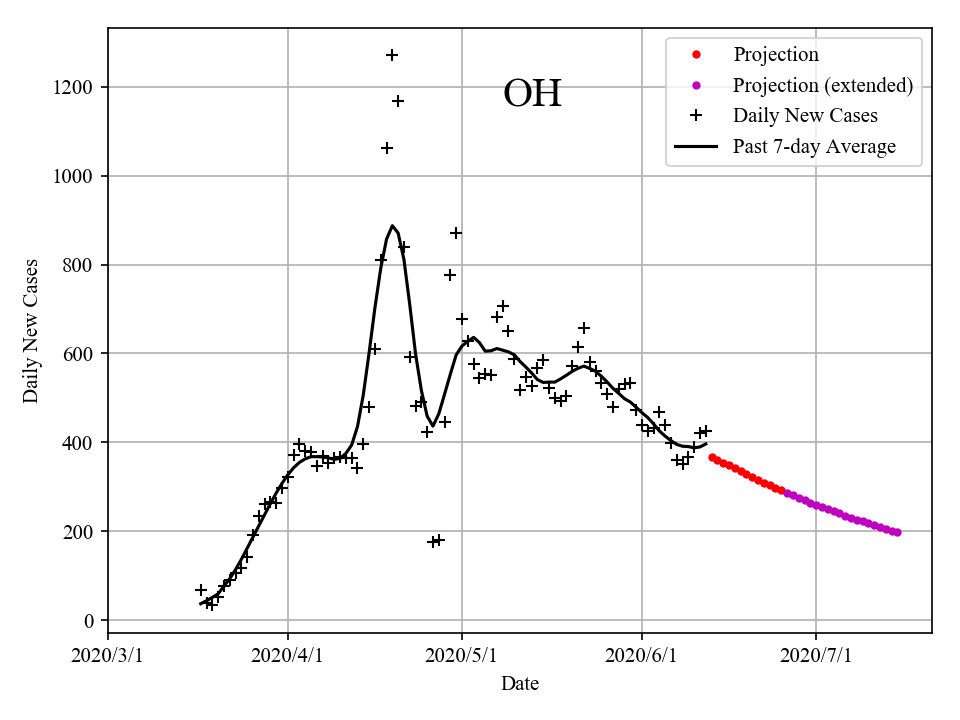 OH
Projection
Projection (extended)
Daily New Cases
Past 7-day Average
Daily New Cases
1200
1000
800
600
400
200
0
2020/3/1
2020/4/1
2020/5/1
2020/6/1
2020/7/1
Date